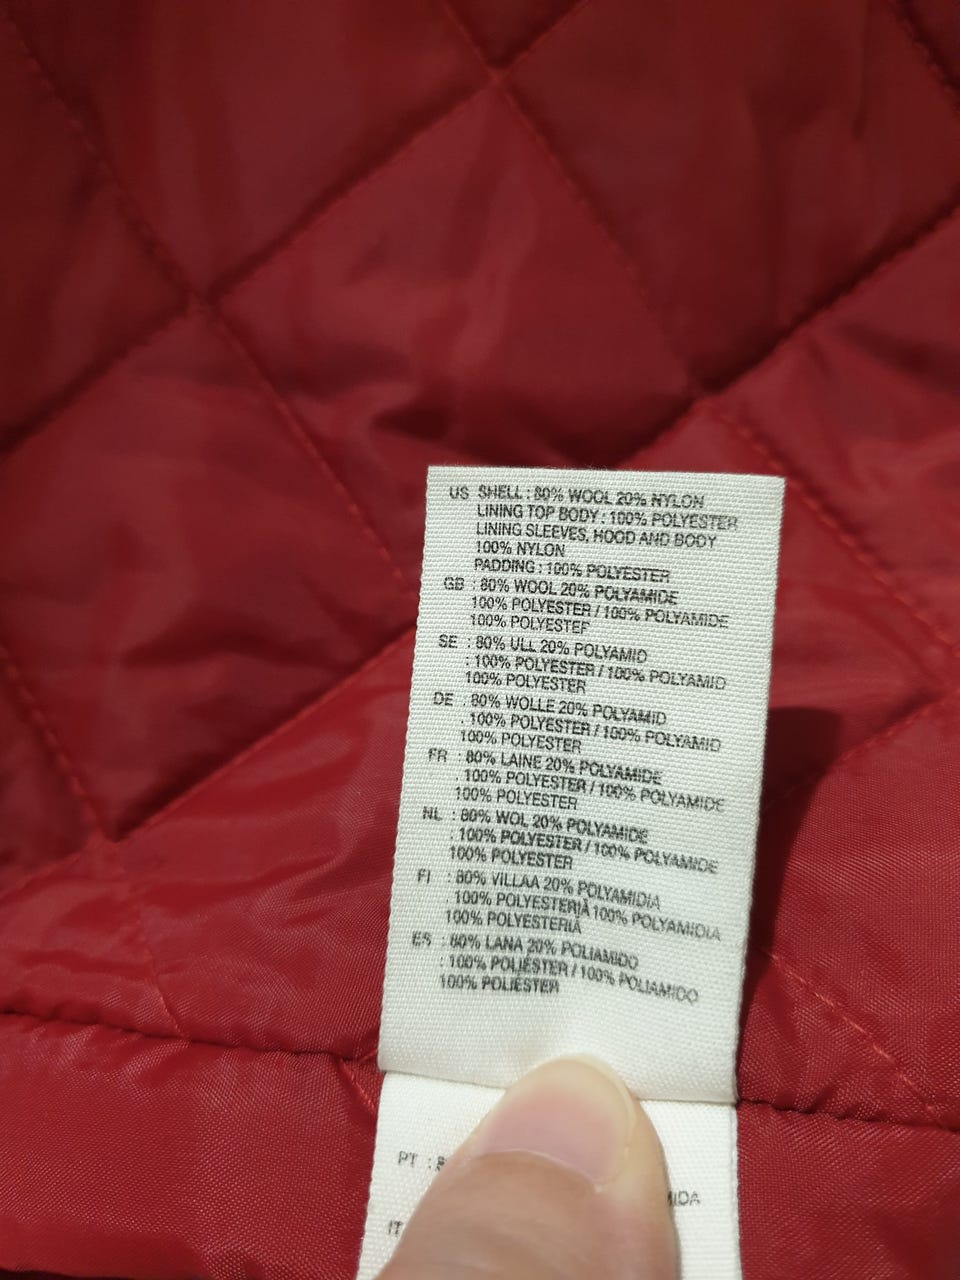 US SHELL : 80% WOOL 20% NYLON
LINING TOP BODY : 100% POLYESTER
LINING SLEEVES, HOOD AND BODY
100% NYLON
PADDING : 100% POLYESTER
GB : 80% WOOL 20% POLYAMIDE
100% POLYESTER / 100% POLYAMIDE
100% POLYESTER
SE : 80% ULL 20% POLYAMID
: 100% POLYESTER / 100% POLYAMID
100% POLYESTER
DE : 80% WOLLE 20% POLYAMID
. 100% POLYESTER / 100% POLYAMID
100% POLYESTER
FR : 80% LAINE 20% POLYAMIDE
. 100% POLYESTER / 100% POLYAMIDE
100% POLYESTER
NL : 80% WOL 20% POLYAMIDE
: 100% POLYESTER / 100% POLYAMIDE
100% POLYESTER
FI : 80% VILLAA 20% POLYAMIDIA
. 100% POLYESTERIÄ 100% POLYAMIDIA
100% POLYESTERIÄ
ES : 80% LANA 20% POLIAMIDO
: 100% POLIÉSTER / 100% POLIAMIDO
100% POLIÉSTER
PT : 8
MIDA
IT